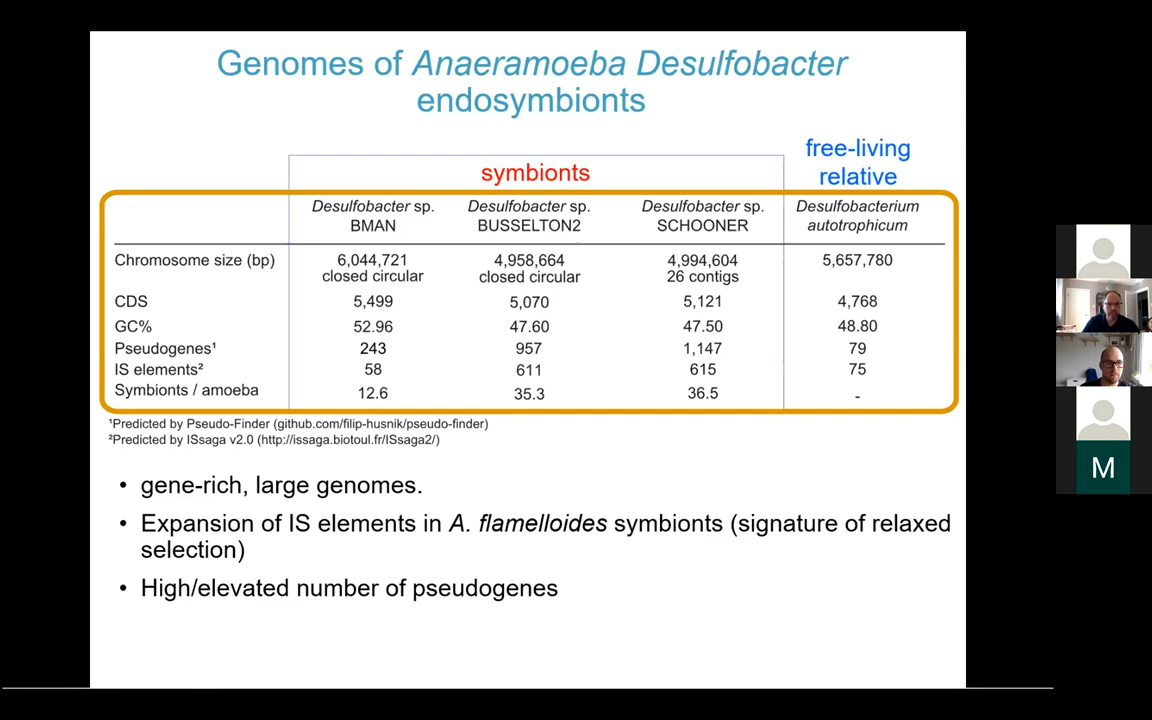 Genomes of Anaeramoeba Desulfobacter
endosymbionts
symbionts
free-living
relative
Desulfobacter sp. BMAN
Desulfobacter sp. BUSSELTON2
Desulfobacter sp. SCHOONER
Desulfobacterium autotrophicum
Chromosome size (bp) 6,044,721 4,958,664 4,994,604 5,657,780
closed circular closed circular 26 contigs
CDS 5,499 5,070 5,121 4,768
GC% 52.96 47.60 47.50 48.80
Pseudogenes¹ 243 957 1,147 79
IS elements² 58 611 615 75
Symbionts / amoeba 12.6 35.3 36.5 -
¹Predicted by Pseudo-Finder (github.com/filip-husnik/pseudo-finder)
²Predicted by ISsaga v2.0 (http://issaga.biotoul.fr/ISsaga2/)
• gene-rich, large genomes.
• Expansion of IS elements in A. flamelloides symbionts (signature of relaxed
selection)
• High/elevated number of pseudogenes
M